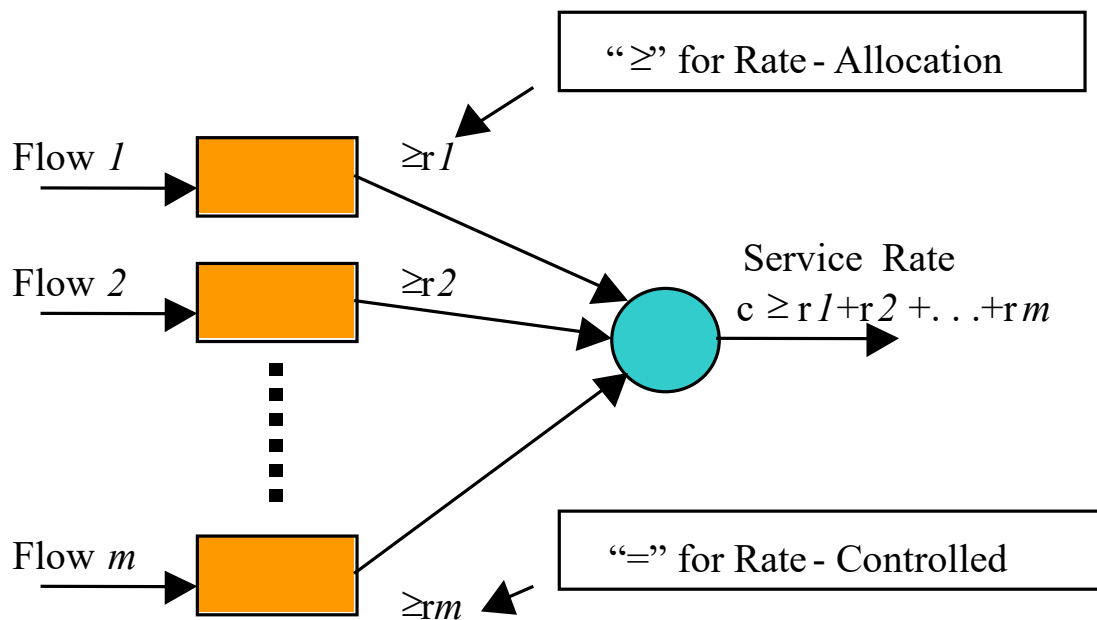 “≥” for Rate - Allocation
Flow 1
≥r1
Flow 2
≥r2
Service Rate
c ≥ r1+r2 +. . .+rm
Flow m
“=” for Rate - Controlled
≥rm